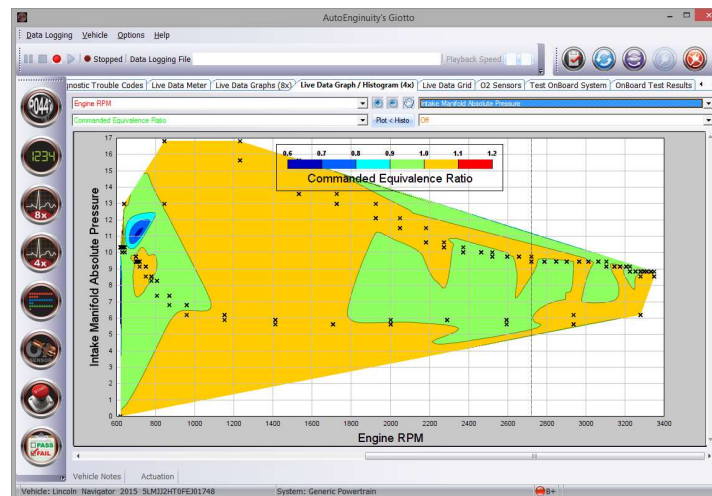 AutoEnginuity's Giotto
Data Logging Vehicle Options Help
Stopped Data Logging File Playback Speed
gnostic Trouble Codes Live Data Meter Live Data Graphs (8x) Live Data Graph / Histogram (4x) Live Data Grid O2 Sensors Test OnBoard System OnBoard Test Results
Engine RPM Intake Manifold Absolute Pressure
Commanded Equivalence Ratio Plot < Histo Off
1234
8x
4x
SENSOR
START
PASS
FAIL
0.6 0.7 0.8 0.9 1.0 1.1 1.2
Commanded Equivalence Ratio
Intake Manifold Absolute Pressure
17
16
15
14
13
12
11
10
9
8
7
6
5
4
3
2
1
0
600 800 1000 1200 1400 1600 1800 2000 2200 2400 2600 2800 3000 3200 3400
Engine RPM
Vehicle Notes Actuation
Vehicle: Lincoln Navigator 2015 5LMJJ2HT0FEJ01748 System: Generic Powertrain B+